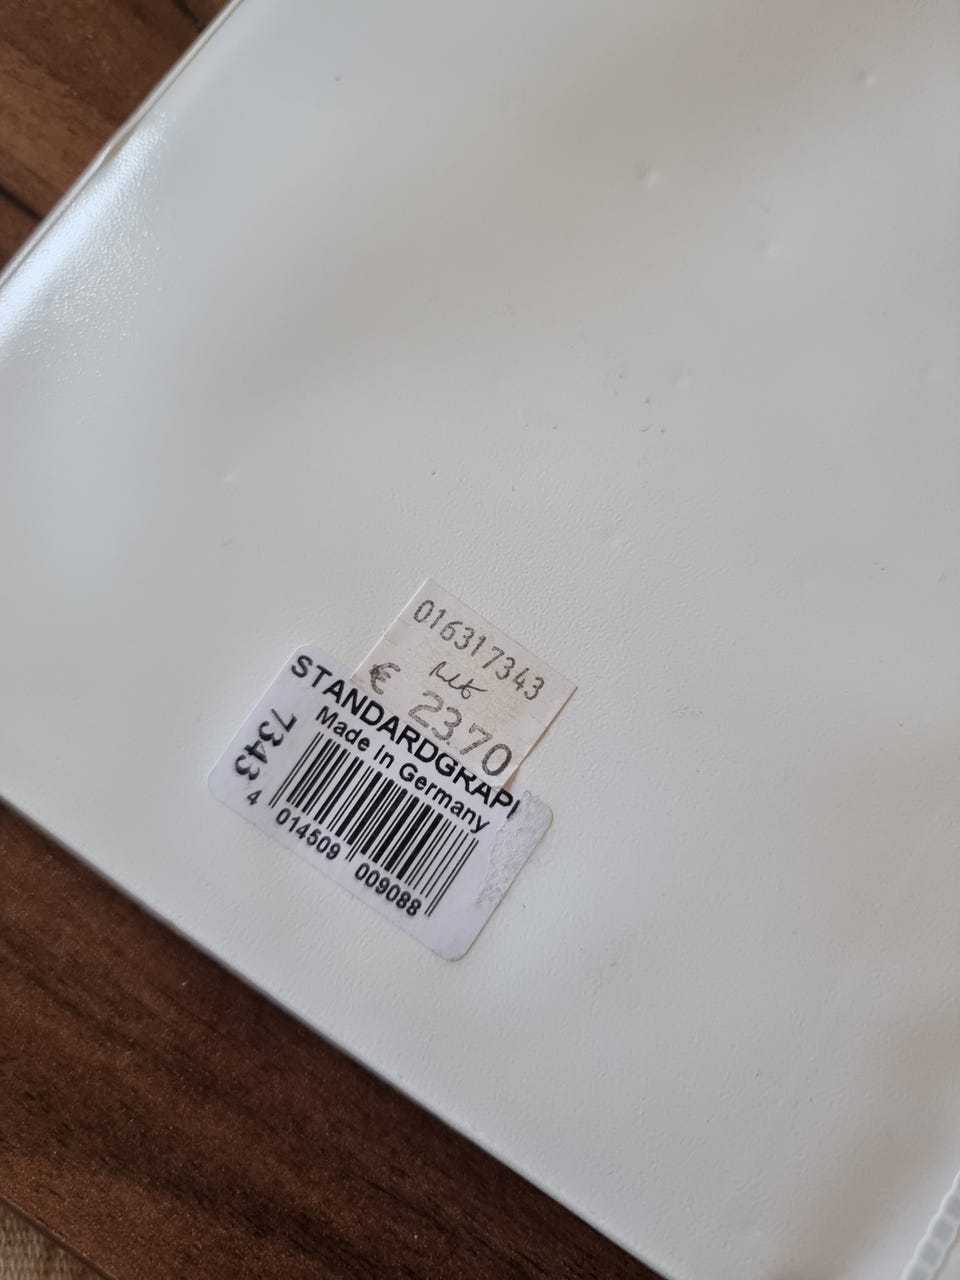 016317343
€ 23.70
STANDARDGRAP
Made in Germany
7343
4 014509 009088